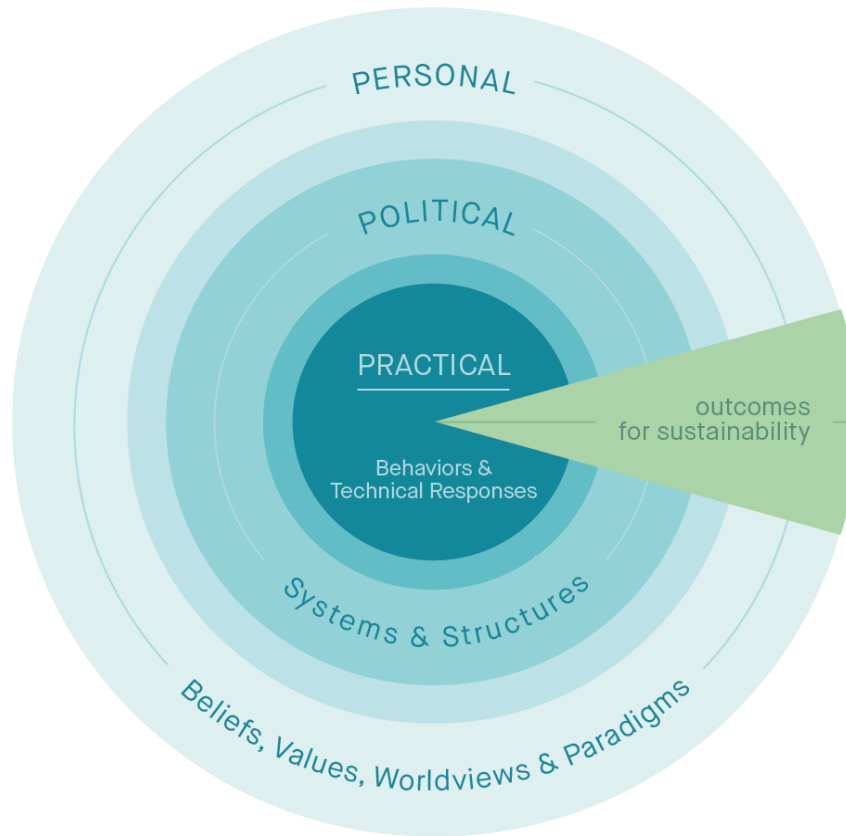 PERSONAL
POLITICAL
PRACTICAL
Behaviors &
Technical Responses
outcomes
for sustainability
Systems & Structures
Beliefs, Values, Worldviews & Paradigms